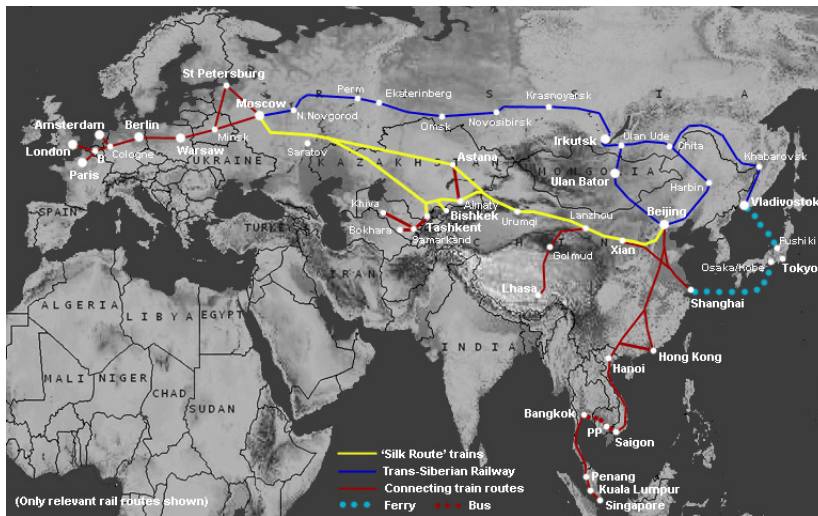 St Petersburg
R U S S I A
Perm
Ekaterinberg
Krasnoyarsk
Moscow
N.Novgorod
Omsk
Novosibirsk
Amsterdam
Berlin
Minsk
Irkutsk
Ulan Ude
Chita
London
B
Cologne
Warsaw
Saratov
Paris
UKRAINE
KAZAKHS
Astana
MONGOLIA
Khabarovsk
Ulan Bator
Harbin
SPAIN
Khiva
Almaty
Bishkek
Urumqi
Lanzhou
Beijing
Vladivostok
TURKEY
Bokhara
Tashkent
Samarkand
C H I N
Xian
Fushiki
IRAN
Golmud
Osaka/Kobe
Tokyo
Lhasa
Shanghai
ALGERIA
LIBYA
EGYPT
INDIA
Hong Kong
Hanoi
MALI
NIGER
CHAD
SUDAN
Bangkok
PP
Saigon
'Silk Route' trains
Trans-Siberian Railway
Connecting train routes
Penang
Kuala Lumpur
Singapore
(Only relevant rail routes shown)
Ferry
Bus